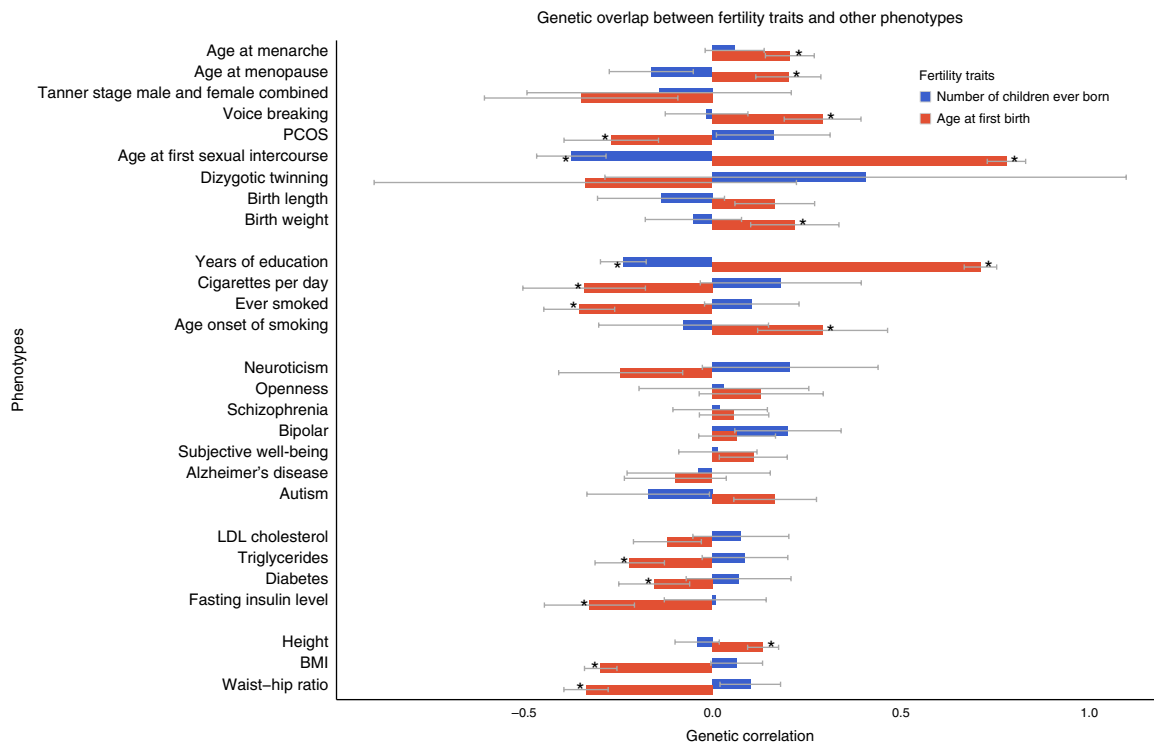 Genetic overlap between fertility traits and other phenotypes
Age at menarche
Age at menopause
Tanner stage male and female combined
Voice breaking
PCOS
Age at first sexual intercourse
Dizygotic twinning
Birth length
Birth weight
Years of education
Cigarettes per day
Ever smoked
Age onset of smoking
Neuroticism
Openness
Schizophrenia
Bipolar
Subjective well-being
Alzheimer's disease
Autism
LDL cholesterol
Triglycerides
Diabetes
Fasting insulin level
Height
BMI
Waist–hip ratio
Phenotypes
Fertility traits
Number of children ever born
Age at first birth
* * * * * * * * * * * * * * * * * * *
−0.5 0.0 0.5 1.0
Genetic correlation